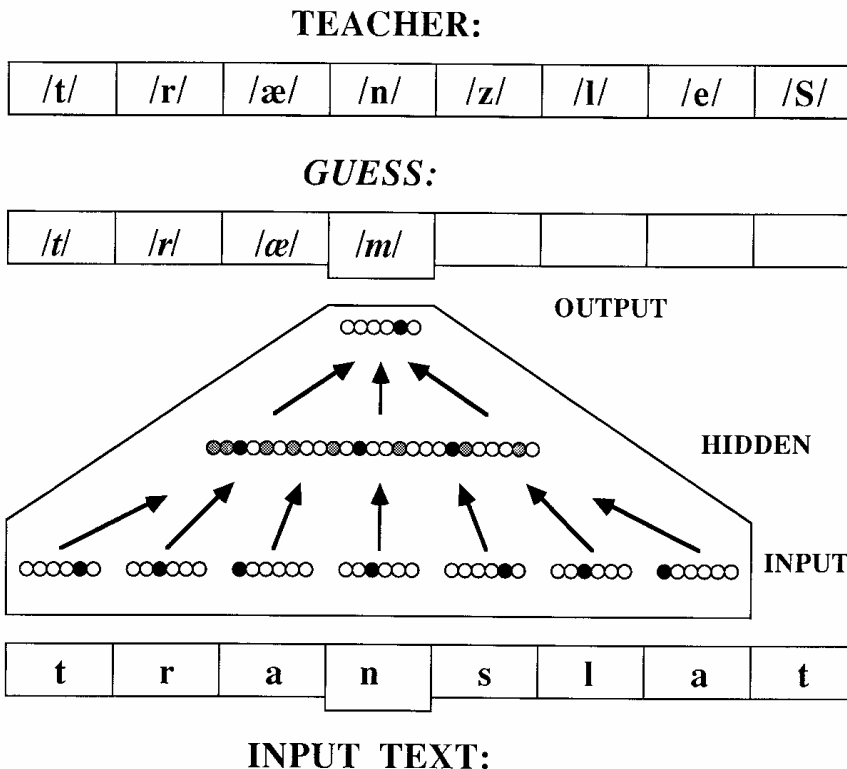 TEACHER:
/t/ /r/ /æ/ /n/ /z/ /l/ /e/ /S/
GUESS:
/t/ /r/ /æ/ /m/
OUTPUT
HIDDEN
INPUT
t r a n s l a t
INPUT TEXT: